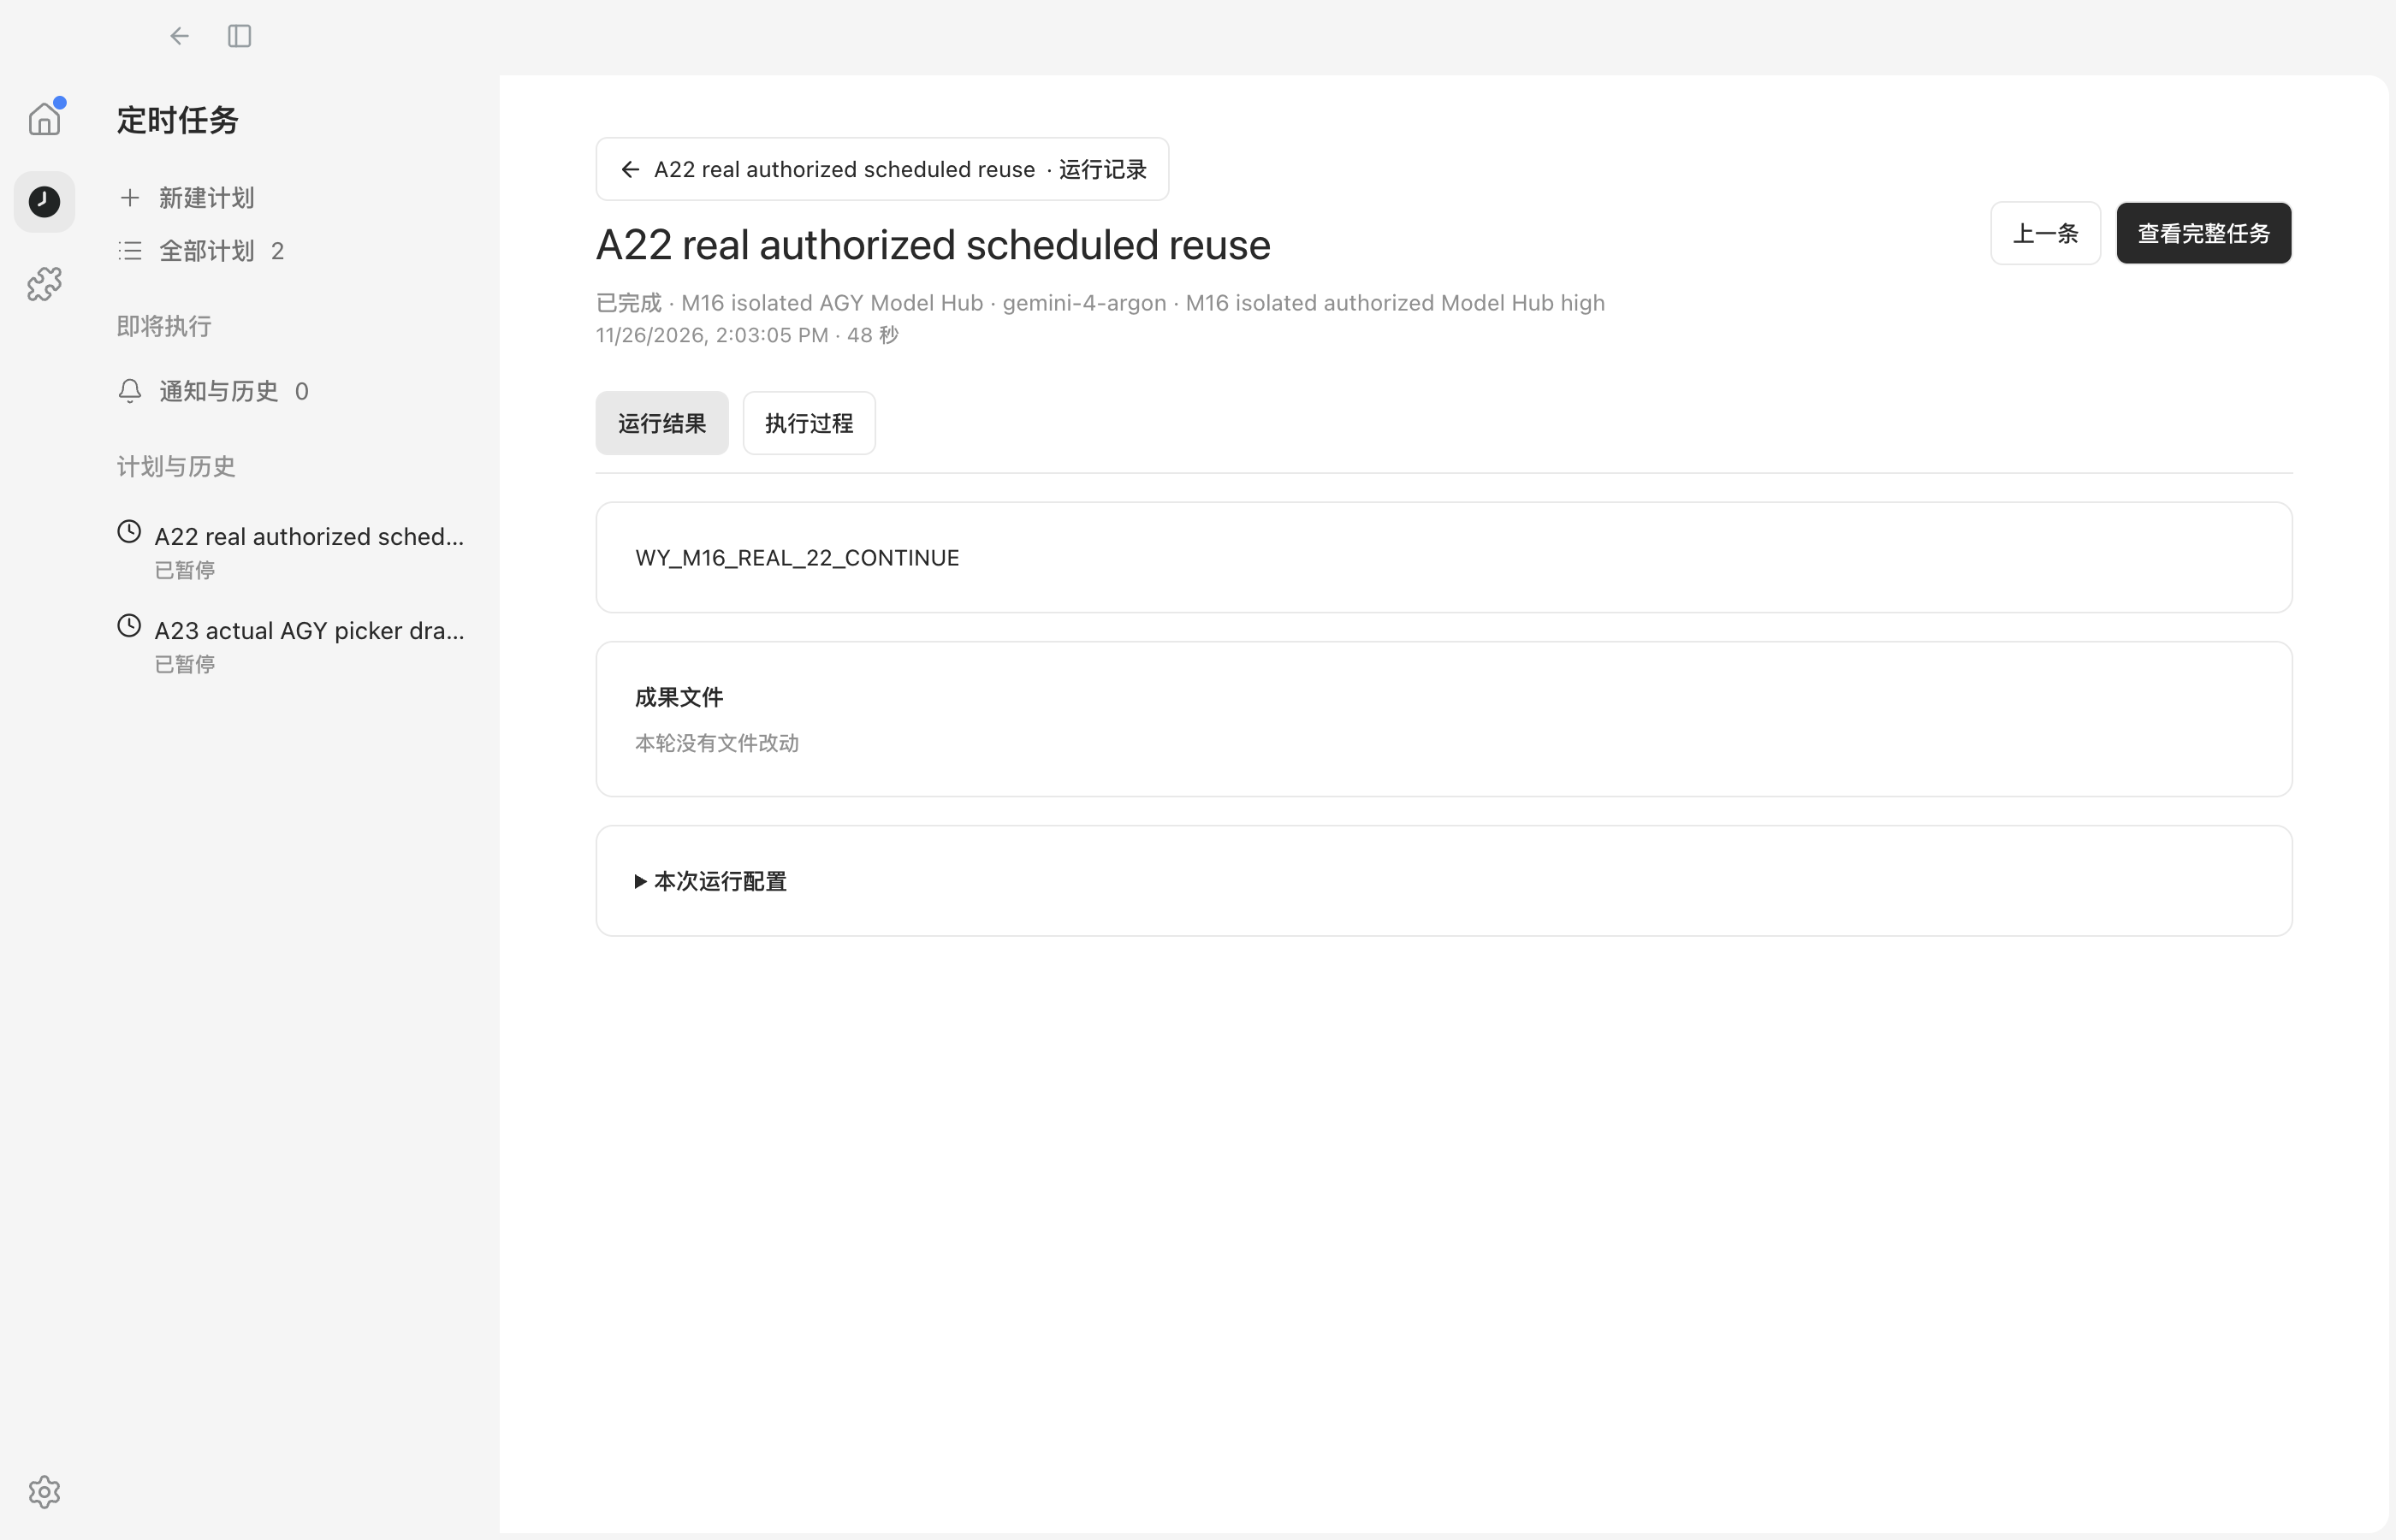 定时任务
新建计划
全部计划 2
即将执行
通知与历史 0
计划与历史
A22 real authorized sched...
已暂停
A23 actual AGY picker dra...
已暂停
A22 real authorized scheduled reuse · 运行记录
A22 real authorized scheduled reuse
上一条
查看完整任务
已完成 · M16 isolated AGY Model Hub · gemini-4-argon · M16 isolated authorized Model Hub high
11/26/2026, 2:03:05 PM · 48 秒
运行结果
执行过程
WY_M16_REAL_22_CONTINUE
成果文件
本轮没有文件改动
本次运行配置